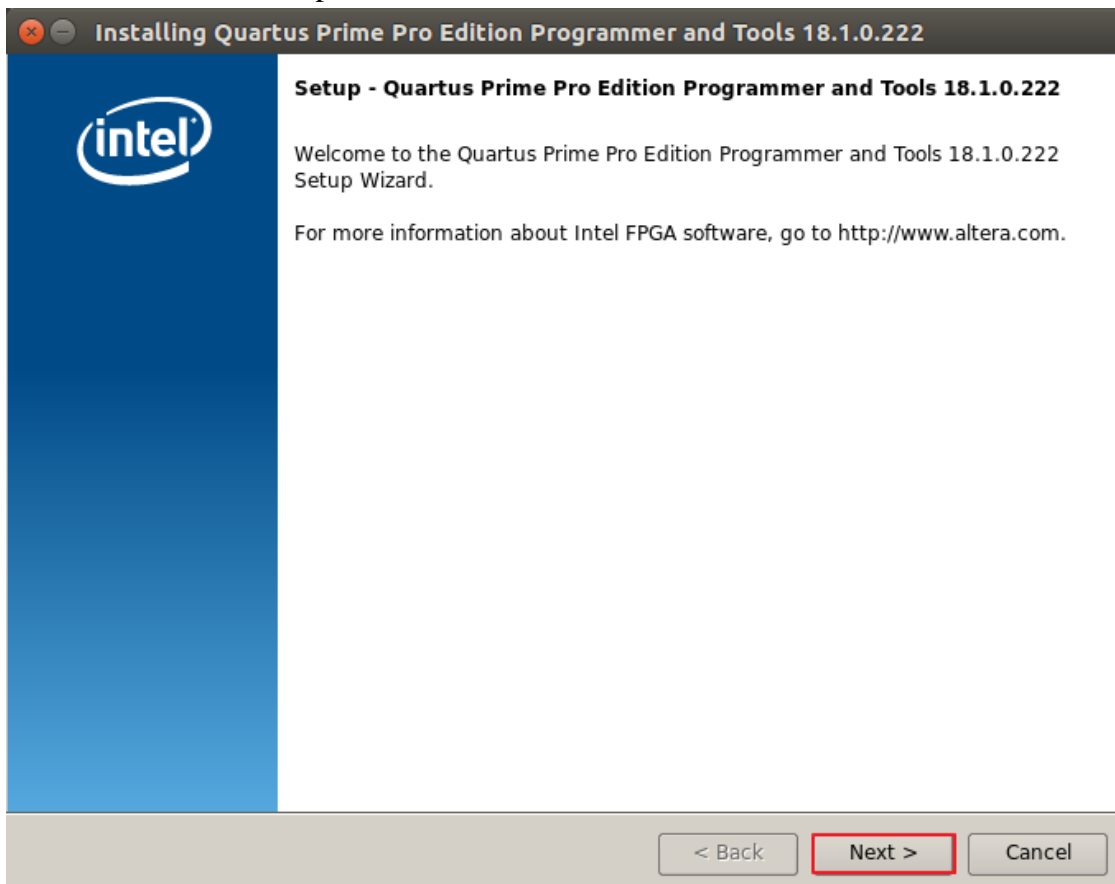 Installing Quartus Prime Pro Edition Programmer and Tools 18.1.0.222
intel
Setup - Quartus Prime Pro Edition Programmer and Tools 18.1.0.222
Welcome to the Quartus Prime Pro Edition Programmer and Tools 18.1.0.222
Setup Wizard.
For more information about Intel FPGA software, go to http://www.altera.com.
< Back
Next >
Cancel